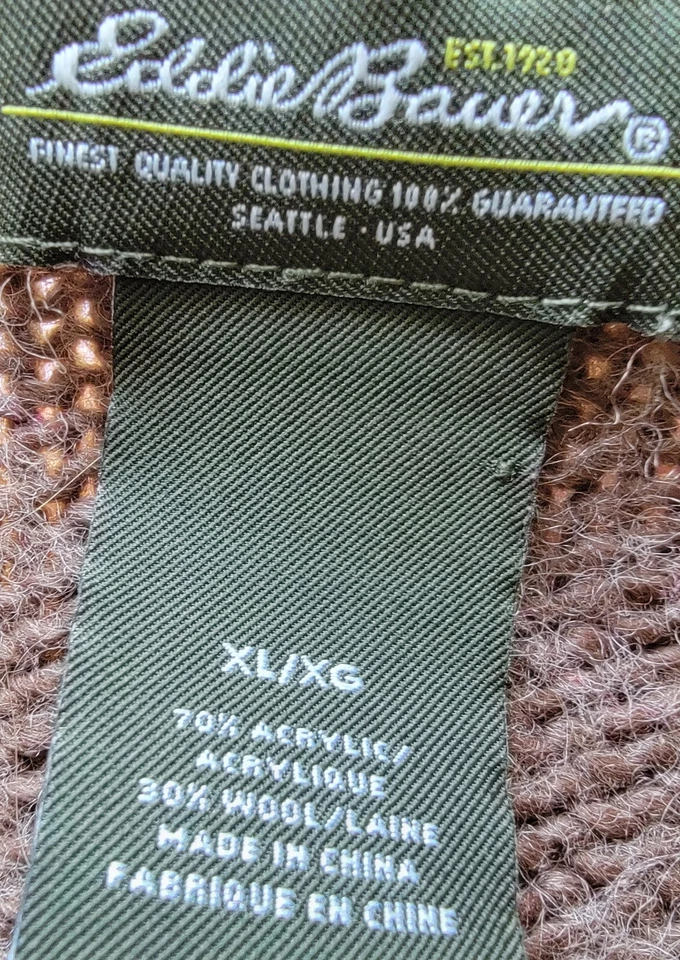 Eddie Bauer® EST.1920
FINEST QUALITY CLOTHING 100% GUARANTEED
SEATTLE · USA
XL/XG
70% ACRYLIC/
ACRYLIQUE
30% WOOL/LAINE
MADE IN CHINA
FABRIQUE EN CHINE